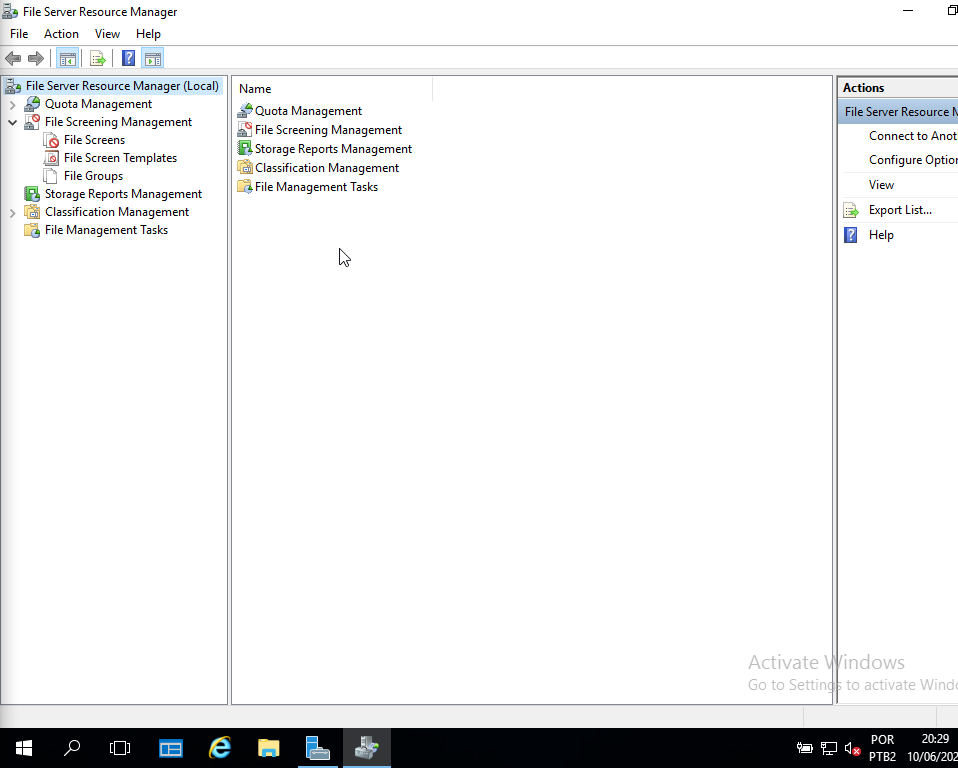 File Server Resource Manager
File Action View Help
File Server Resource Manager (Local)
Quota Management
File Screening Management
File Screens
File Screen Templates
File Groups
Storage Reports Management
Classification Management
File Management Tasks
Name
Quota Management
File Screening Management
Storage Reports Management
Classification Management
File Management Tasks
Actions
File Server Resource M
Connect to Anot
Configure Optio
View
Export List...
Help
Activate Windows
Go to Settings to activate Windo
POR
PTB2
20:29
10/06/202